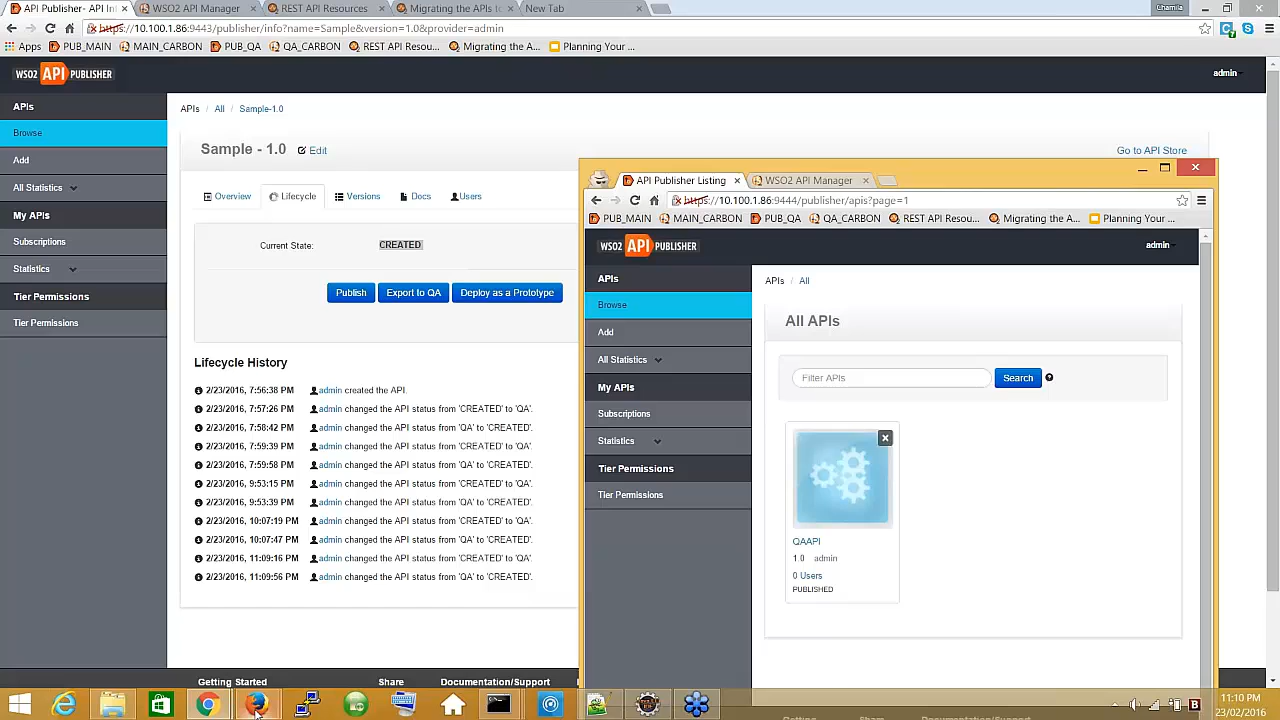 API Publisher- API Inf
WSO2 API Manager
REST API Resources
Migrating the APIs to
New Tab
Chamila
https://10.100.1.86:9443/publisher/info?name=Sample&version=1.0&provider=admin
Apps PUB_MAIN MAIN_CARBON PUB_QA QA_CARBON REST API Resou... Migrating the A... Planning Your ...
WSO2 API PUBLISHER
admin
APIs
Browse
Add
All Statistics
My APIs
Subscriptions
Statistics
Tier Permissions
Tier Permissions
APIs / All / Sample-1.0
Sample - 1.0 Edit
Go to API Store
Overview Lifecycle Versions Docs Users
Current State: CREATED
Publish Export to QA Deploy as a Prototype
Lifecycle History
2/23/2016, 7:56:38 PM admin created the API.
2/23/2016, 7:57:26 PM admin changed the API status from 'CREATED' to 'QA'.
2/23/2016, 7:58:42 PM admin changed the API status from 'QA' to 'CREATED'.
2/23/2016, 7:59:39 PM admin changed the API status from 'CREATED' to 'QA'
2/23/2016, 7:59:58 PM admin changed the API status from 'QA' to 'CREATED'.
2/23/2016, 9:53:15 PM admin changed the API status from 'CREATED' to 'QA'.
2/23/2016, 9:53:39 PM admin changed the API status from 'QA' to 'CREATED'.
2/23/2016, 10:07:19 PM admin changed the API status from 'CREATED' to 'QA'.
2/23/2016, 10:07:47 PM admin changed the API status from 'QA' to 'CREATED'.
2/23/2016, 11:09:16 PM admin changed the API status from 'CREATED' to 'QA'
2/23/2016, 11:09:56 PM admin changed the API status from 'QA' to 'CREATED'.
Getting Started Share Documentation/Support
API Publisher Listing
WSO2 API Manager
https://10.100.1.86:9444/publisher/apis?page=1
PUB_MAIN MAIN_CARBON PUB_QA QA_CARBON REST API Resou... Migrating the A... Planning Your ...
WSO2 API PUBLISHER
admin
APIs
Browse
Add
All Statistics
My APIs
Subscriptions
Statistics
Tier Permissions
Tier Permissions
APIs / All
All APIs
Filter APIs
Search
QAAPI
1.0 admin
0 Users
PUBLISHED
11:10 PM
23/02/2016